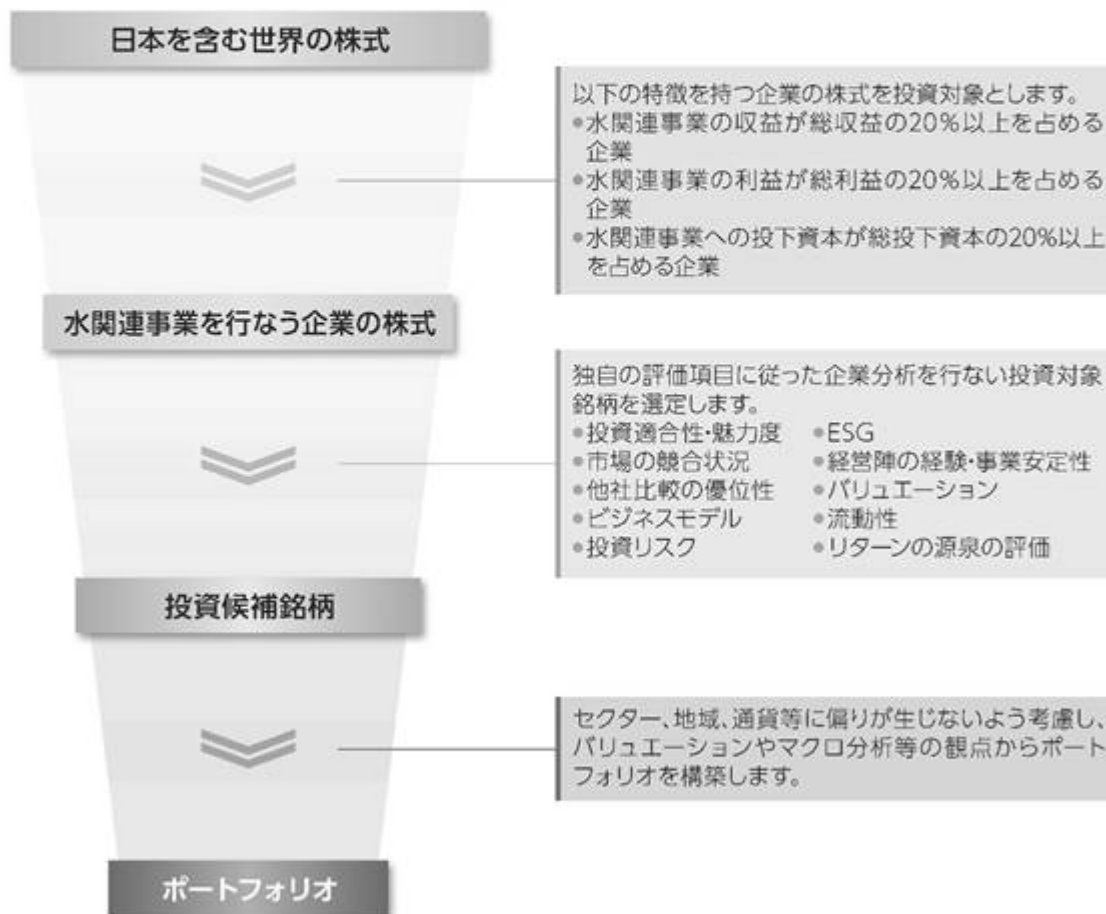 日本を含む世界の株式
以下の特徴を持つ企業の株式を投資対象とします。
●水関連事業の収益が総収益の20%以上を占める
企業
●水関連事業の利益が総利益の20%以上を占める
企業
●水関連事業への投下資本が総投下資本の20%以上
を占める企業
水関連事業を行なう企業の株式
独自の評価項目に従った企業分析を行ない投資対象
銘柄を選定します。
●投資適合性・魅力度 ●ESG
●市場の競合状況 ●経営陣の経験・事業安定性
●他社比較の優位性 ●バリュエーション
●ビジネスモデル ●流動性
●投資リスク ●リターンの源泉の評価
投資候補銘柄
セクター、地域、通貨等に偏りが生じないよう考慮し、
バリュエーションやマクロ分析等の観点からポート
フォリオを構築します。
ポートフォリオ